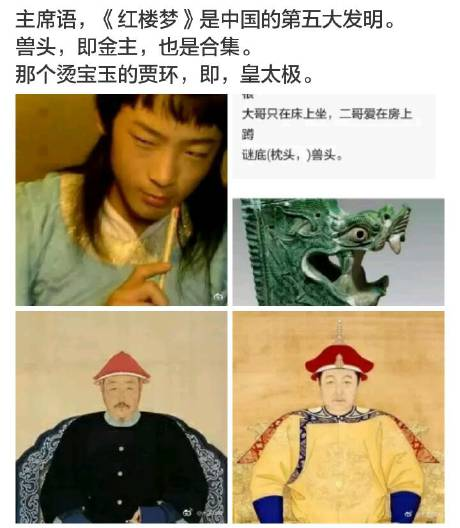 主席语，《红楼梦》是中国的第五大发明。
兽头，即金主，也是合集。
那个烫宝玉的贾环，即，皇太极。
大哥只在床上坐，二哥爱在房上
蹲
谜底(枕头，)兽头。